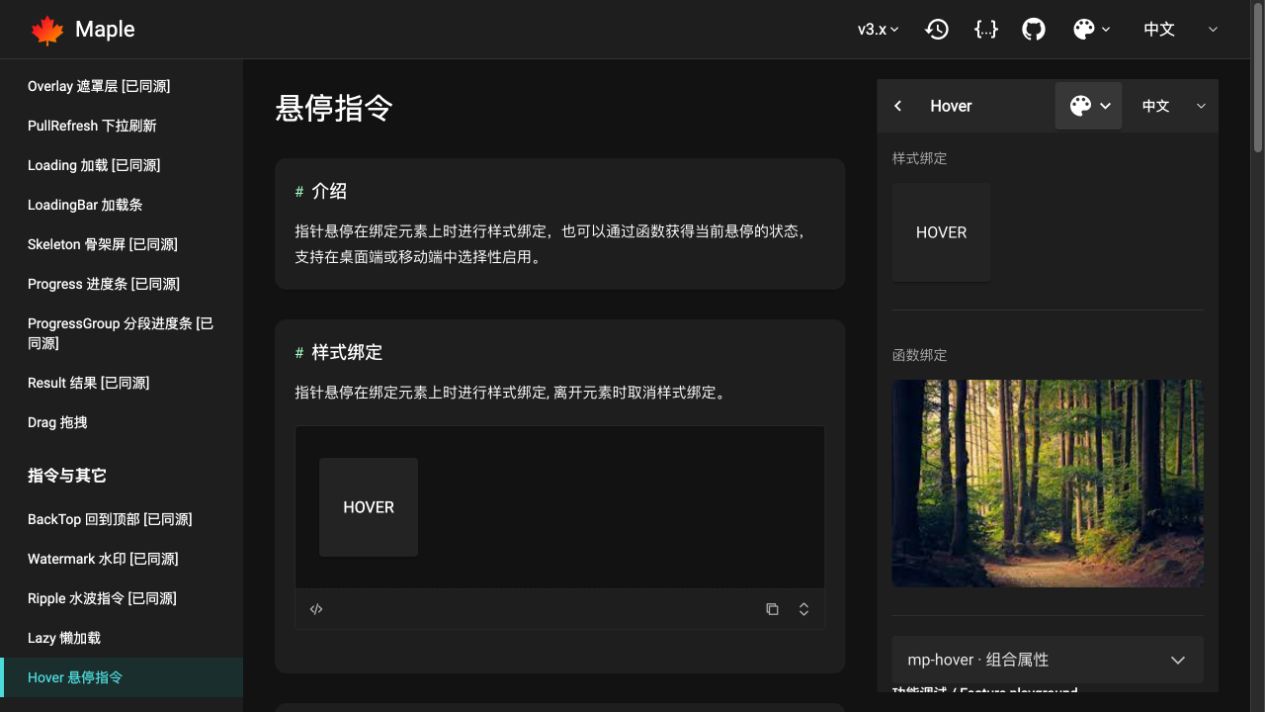 Maple
v3.x
中文
Overlay 遮罩层 [已同源]
PullRefresh 下拉刷新
Loading 加载 [已同源]
LoadingBar 加载条
Skeleton 骨架屏 [已同源]
Progress 进度条 [已同源]
ProgressGroup 分段进度条 [已
同源]
Result 结果 [已同源]
Drag 拖拽
指令与其它
BackTop 回到顶部 [已同源]
Watermark 水印 [已同源]
Ripple 水波指令 [已同源]
Lazy 懒加载
Hover 悬停指令
悬停指令
# 介绍
指针悬停在绑定元素上时进行样式绑定，也可以通过函数获得当前悬停的状态，
支持在桌面端或移动端中选择性启用。
# 样式绑定
指针悬停在绑定元素上时进行样式绑定, 离开元素时取消样式绑定。
HOVER
Hover
中文
样式绑定
HOVER
函数绑定
mp-hover · 组合属性
功能调试 / Feature playground